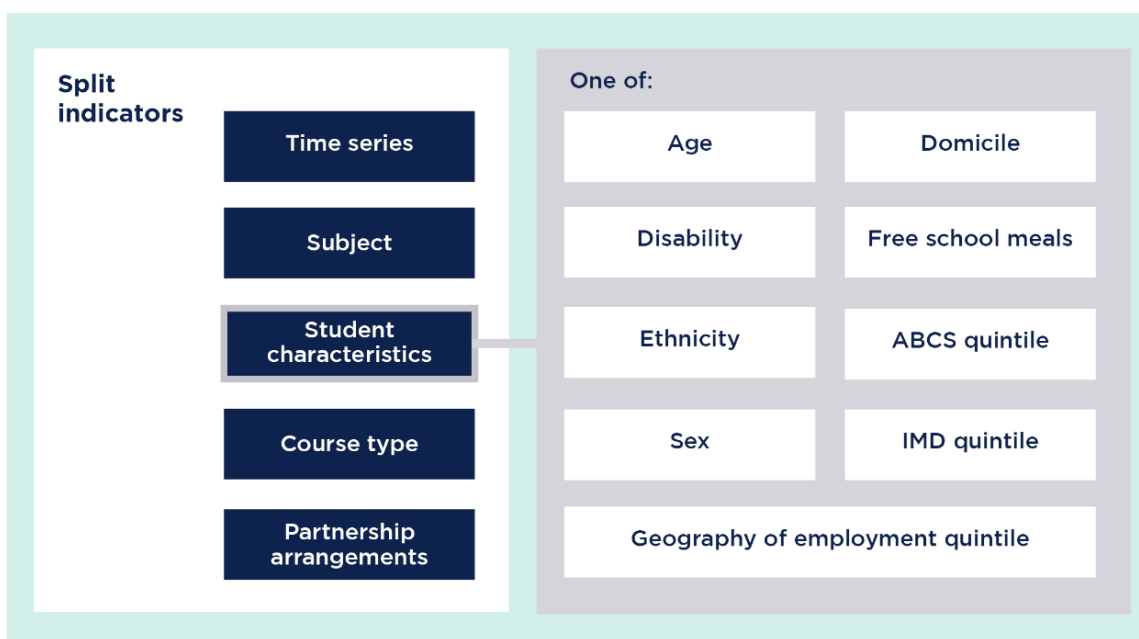 Split
indicators
Time series
Subject
Student
characteristics
Course type
Partnership
arrangements
One of:
Age
Domicile
Disability
Free school meals
Ethnicity
ABCS quintile
Sex
IMD quintile
Geography of employment quintile